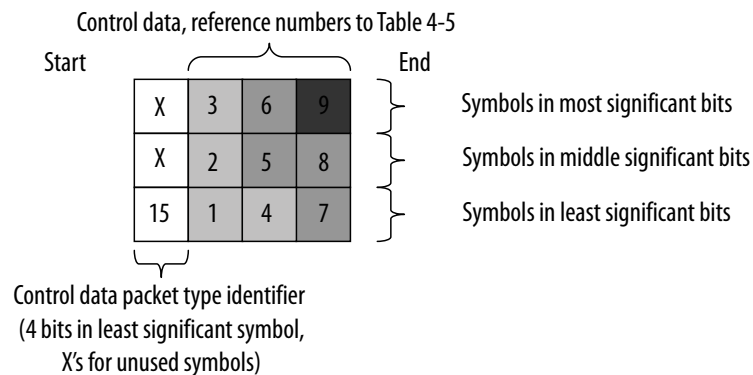 Control data, reference numbers to Table 4-5
Start End
X 3 6 9 Symbols in most significant bits
X 2 5 8 Symbols in middle significant bits
15 1 4 7 Symbols in least significant bits
Control data packet type identifier
(4 bits in least significant symbol,
X's for unused symbols)